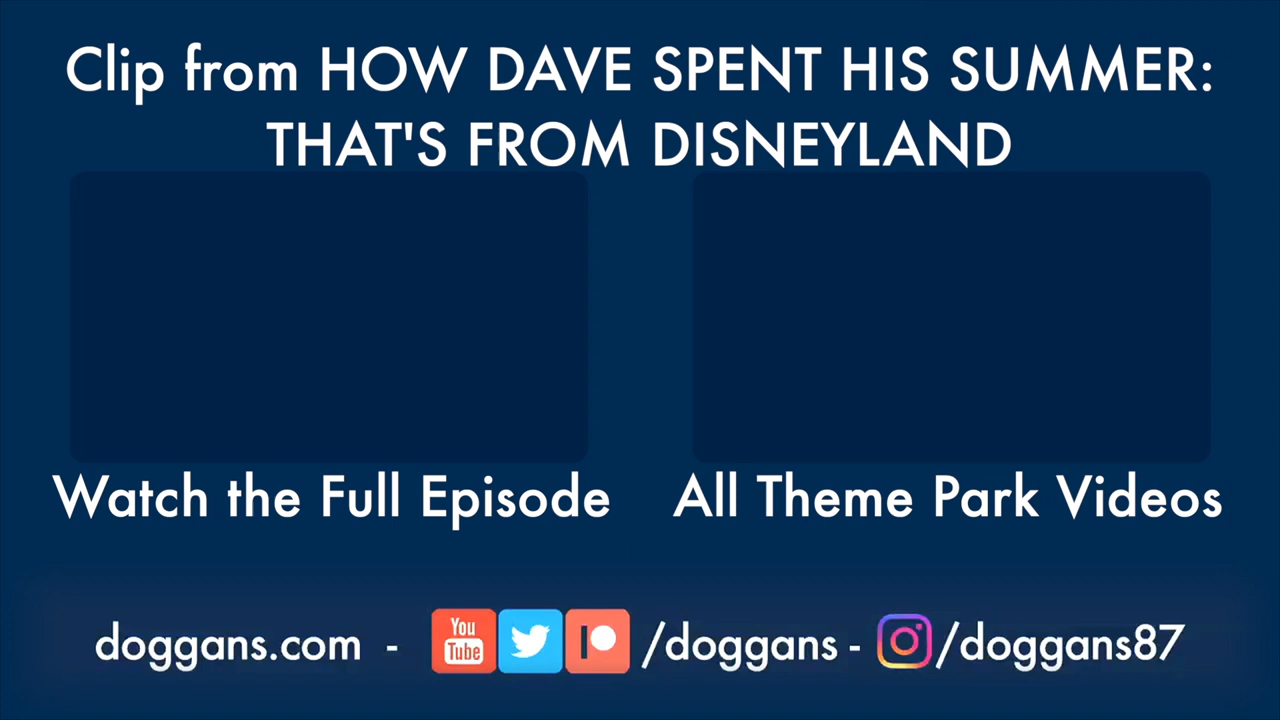 Clip from HOW DAVE SPENT HIS SUMMER:
THAT'S FROM DISNEYLAND
Watch the Full Episode
All Theme Park Videos
doggans.com - You Tube /doggans - /doggans87